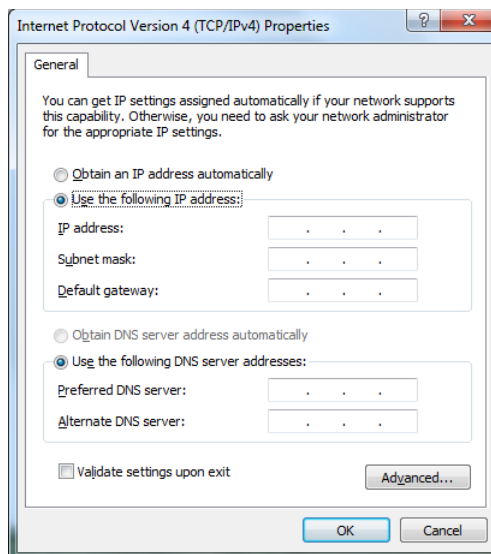 Internet Protocol Version 4 (TCP/IPv4) Properties
General
You can get IP settings assigned automatically if your network supports
this capability. Otherwise, you need to ask your network administrator
for the appropriate IP settings.
Obtain an IP address automatically
Use the following IP address:
IP address: . . .
Subnet mask: . . .
Default gateway: . . .
Obtain DNS server address automatically
Use the following DNS server addresses:
Preferred DNS server: . . .
Alternate DNS server: . . .
Validate settings upon exit
Advanced...
OK Cancel